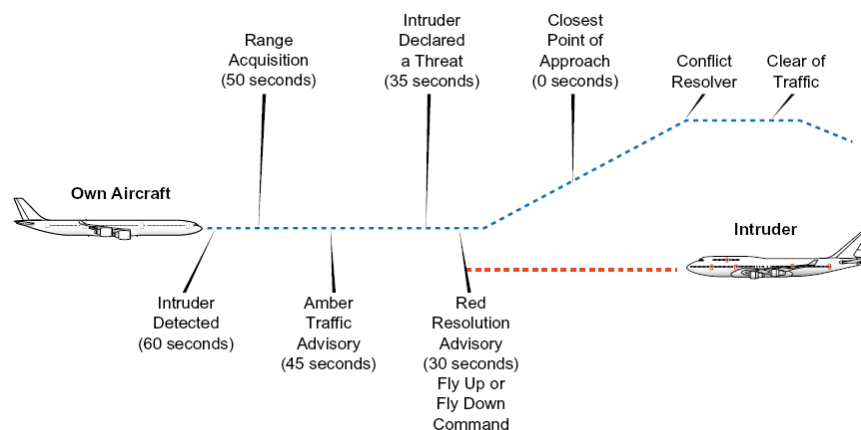 Range
Acquisition
(50 seconds)
Intruder
Declared
a Threat
(35 seconds)
Closest
Point of
Approach
(0 seconds)
Conflict
Resolver
Clear of
Traffic
Own Aircraft
Intruder
Intruder
Detected
(60 seconds)
Amber
Traffic
Advisory
(45 seconds)
Red
Resolution
Advisory
(30 seconds)
Fly Up or
Fly Down
Command